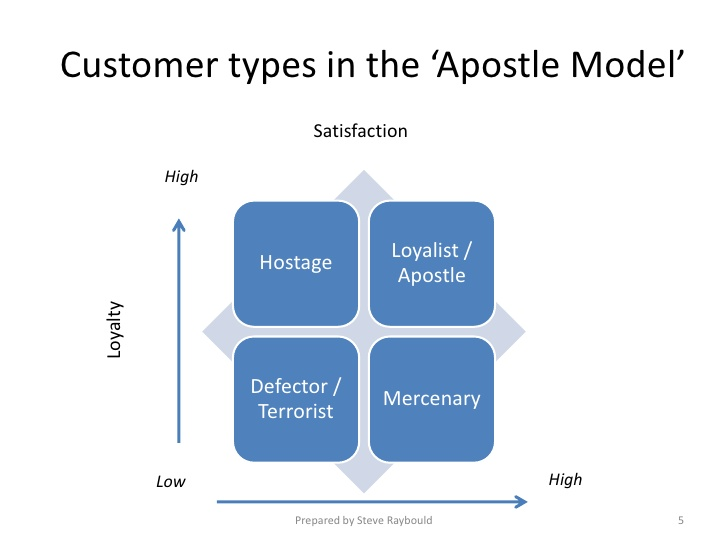 Customer types in the ‘Apostle Model’
Satisfaction
High
Hostage
Loyalist /
Apostle
Loyalty
Defector /
Terrorist
Mercenary
Low
High
Prepared by Steve Raybould
5